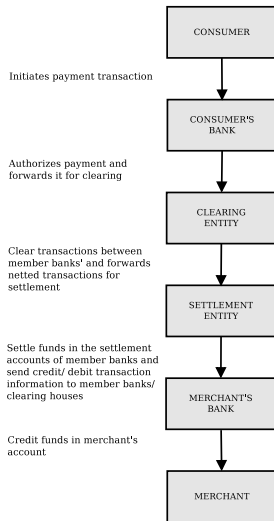 CONSUMER
Initiates payment transaction
CONSUMER'S
BANK
Authorizes payment and
forwards it for clearing
CLEARING
ENTITY
Clear transactions between
member banks' and forwards
netted transactions for
settlement
SETTLEMENT
ENTITY
Settle funds in the settlement
accounts of member banks and
send credit/ debit transaction
information to member banks/
clearing houses
MERCHANT'S
BANK
Credit funds in merchant's
account
MERCHANT